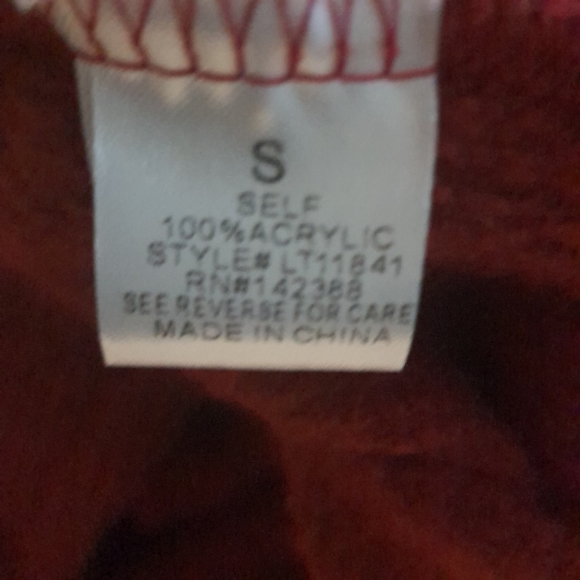 S
SELF
100%ACRYLIC
STYLE# LT11841
RN#142388
SEE REVERSE FOR CARE
MADE IN CHINA